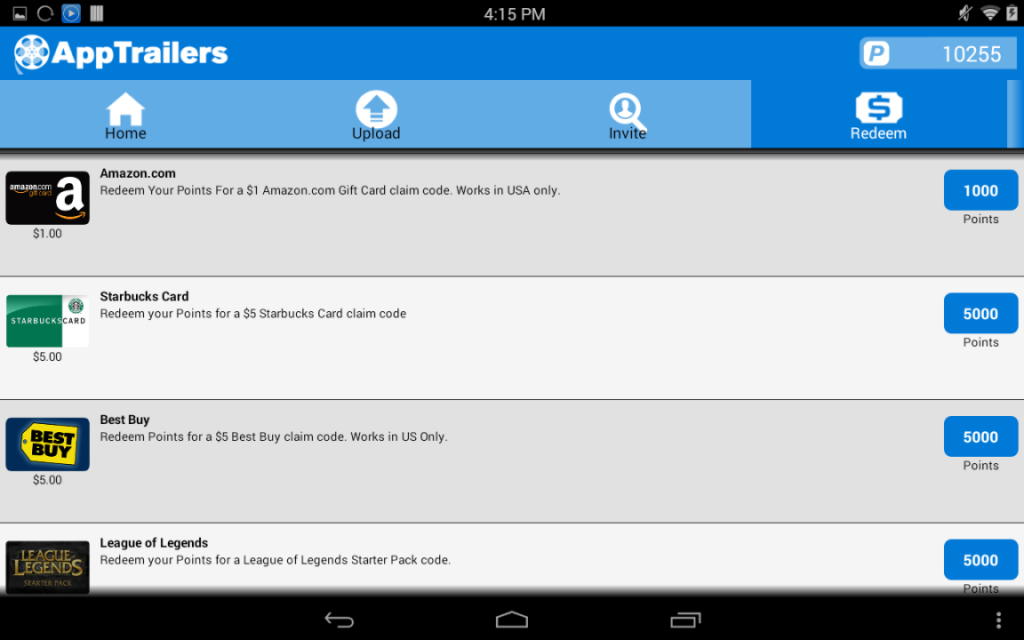 4:15 PM
AppTrailers
P 10255
Home Upload Invite Redeem
Amazon.com
Redeem Your Points For a $1 Amazon.com Gift Card claim code. Works in USA only.
amazon.com
gift card
a
$1.00
1000
Points
Starbucks Card
Redeem your Points for a $5 Starbucks Card claim code
STARBUCKS CARD
$5.00
5000
Points
Best Buy
Redeem Points for a $5 Best Buy claim code. Works in US Only.
BEST
BUY
$5.00
5000
Points
League of Legends
Redeem your Points for a League of Legends Starter Pack code.
LEAGUE OF
LEGENDS
STARTER PACK
5000
Points